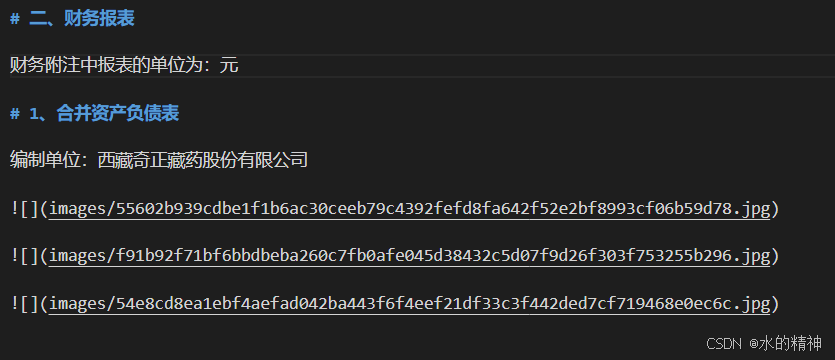 # 二、财务报表
财务附注中报表的单位为：元
# 1、合并资产负债表
编制单位：西藏奇正藏药股份有限公司
![](images/55602b939cdbe1f1b6ac30ceeb79c4392fefd8fa642f52e2bf8993cf06b59d78.jpg)
![](images/f91b92f71bf6bbdbeba260c7fb0afe045d38432c5d07f9d26f303f753255b296.jpg)
![](images/54e8cd8ea1ebf4aefad042ba443f6f4eef21df33c3f442ded7cf719468e0ec6c.jpg)
CSDN @水的精神